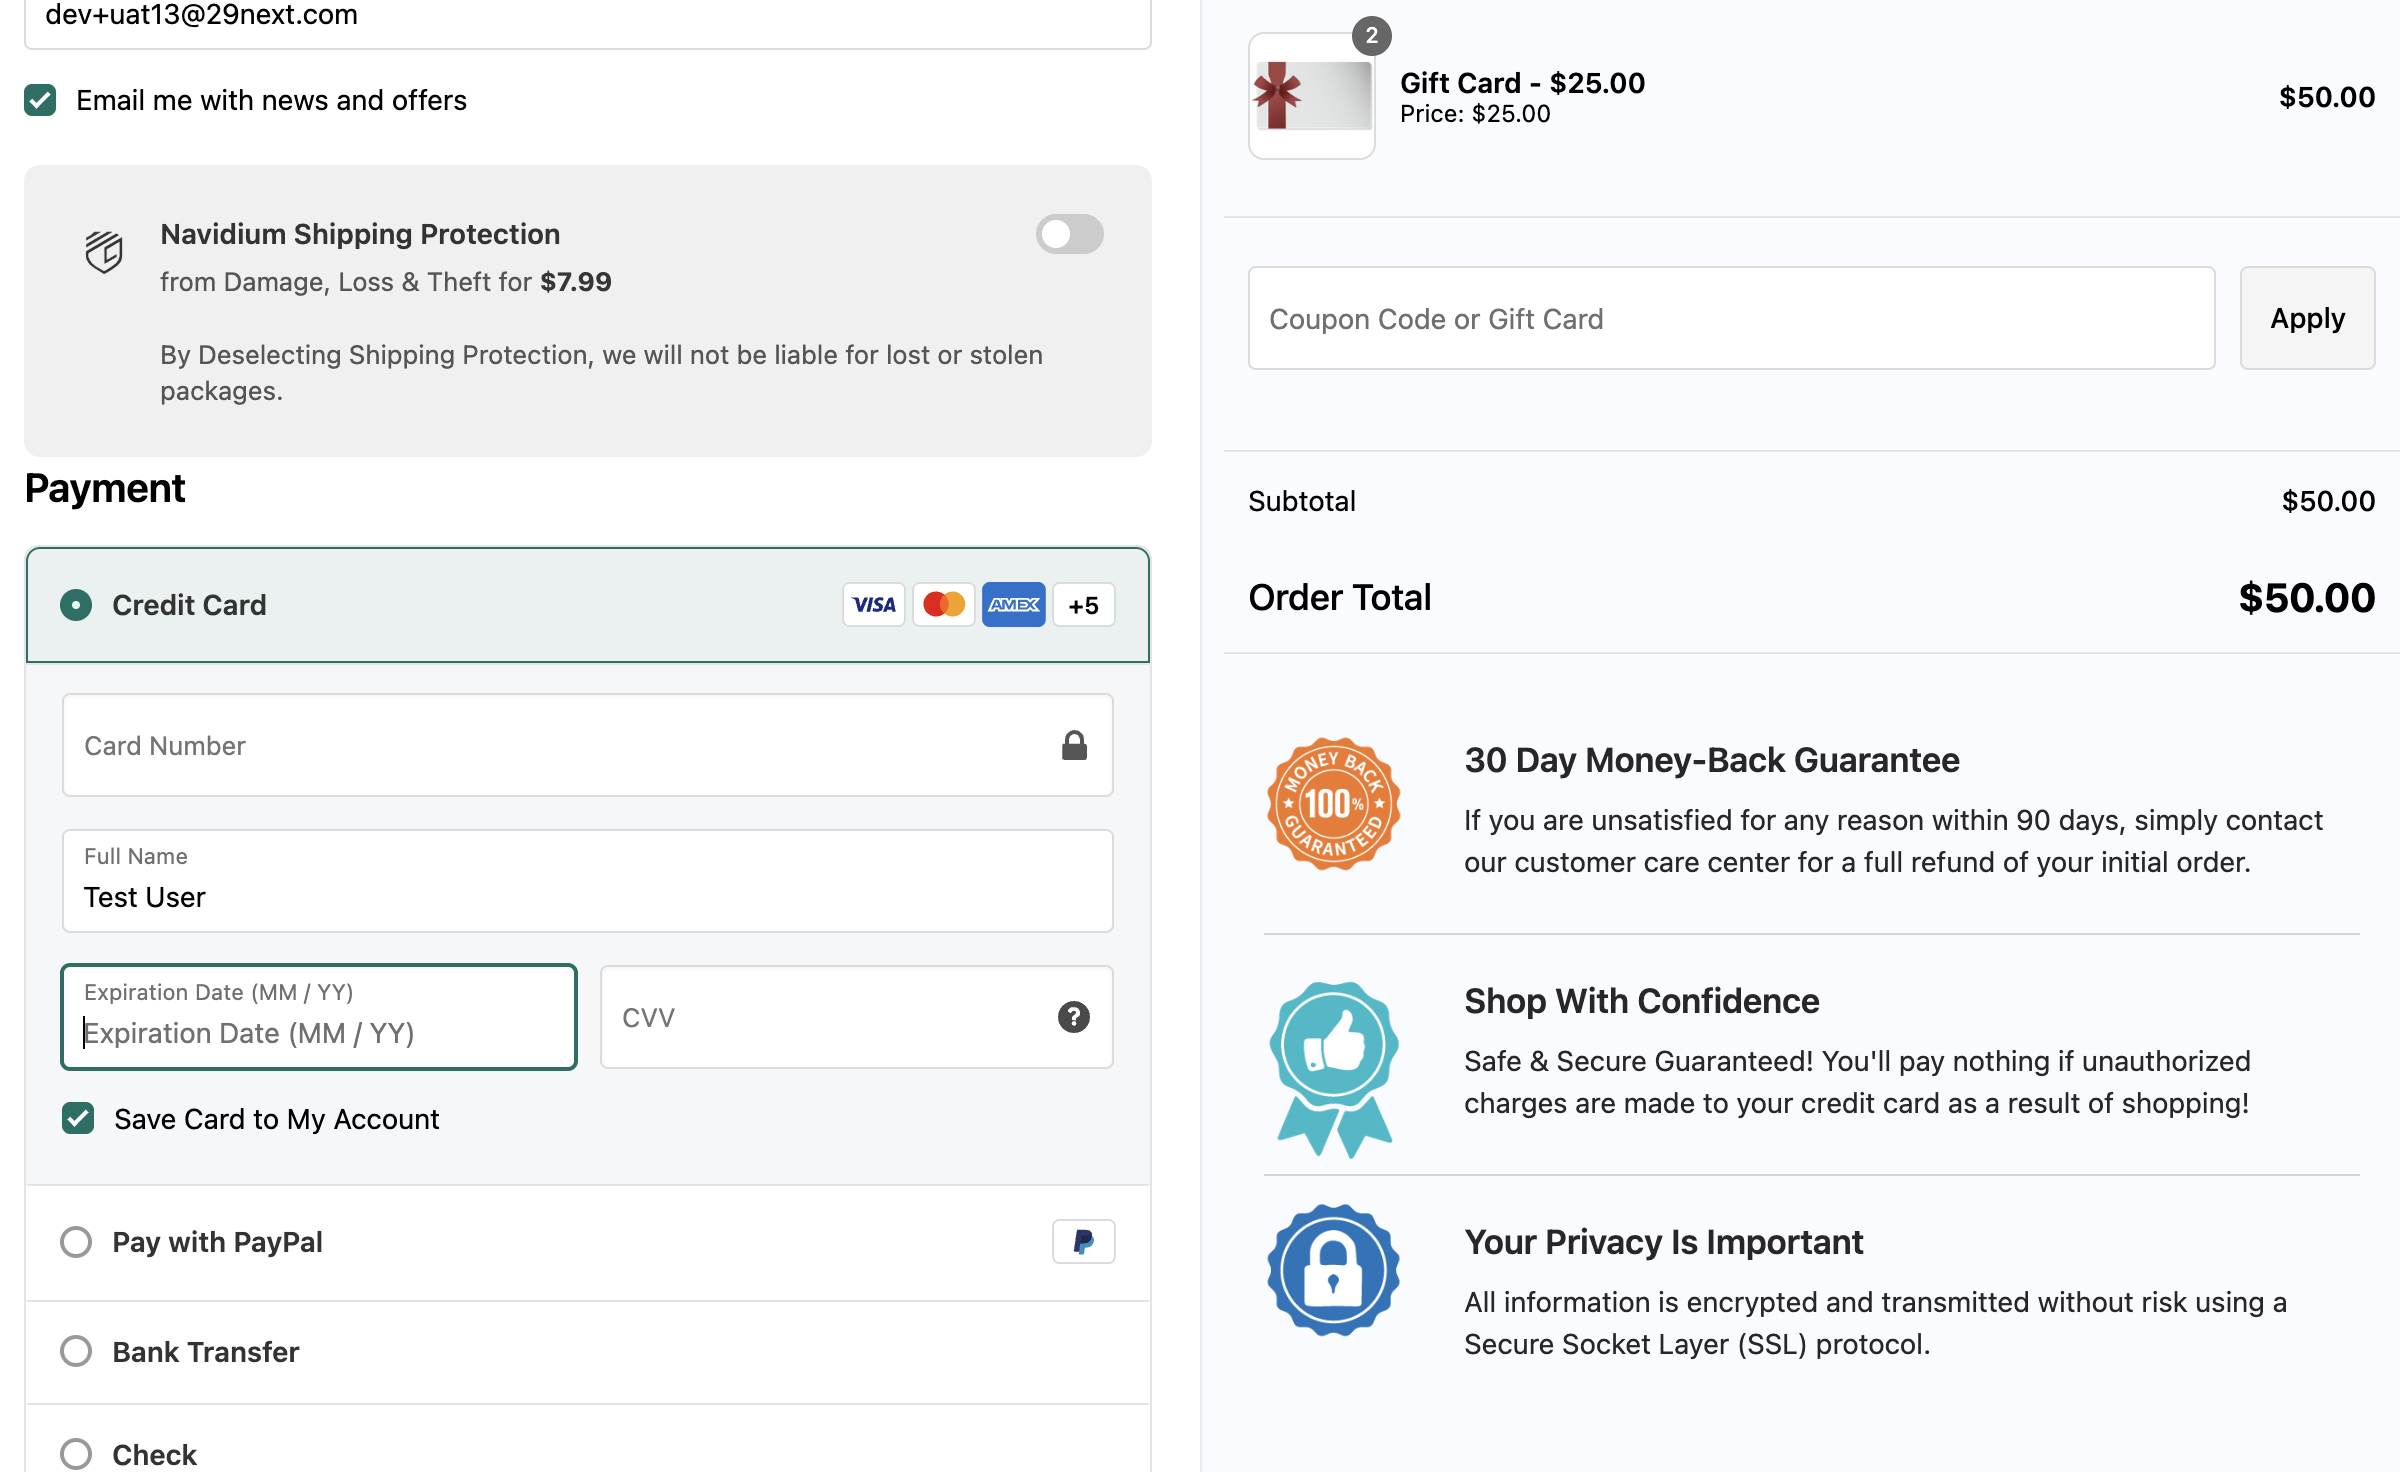 dev+uat13@29next.com
Email me with news and offers
Navidium Shipping Protection
from Damage, Loss & Theft for $7.99
By Deselecting Shipping Protection, we will not be liable for lost or stolen
packages.
Payment
Credit Card
VISA
AMEX
+5
Card Number
Full Name
Test User
Expiration Date (MM / YY)
Expiration Date (MM / YY)
CVV
?
Save Card to My Account
Pay with PayPal
Bank Transfer
Check
2
Gift Card - $25.00
Price: $25.00
$50.00
Coupon Code or Gift Card
Apply
Subtotal
$50.00
Order Total
$50.00
MONEY BACK
100%
GUARANTEED
30 Day Money-Back Guarantee
If you are unsatisfied for any reason within 90 days, simply contact
our customer care center for a full refund of your initial order.
Shop With Confidence
Safe & Secure Guaranteed! You'll pay nothing if unauthorized
charges are made to your credit card as a result of shopping!
Your Privacy Is Important
All information is encrypted and transmitted without risk using a
Secure Socket Layer (SSL) protocol.